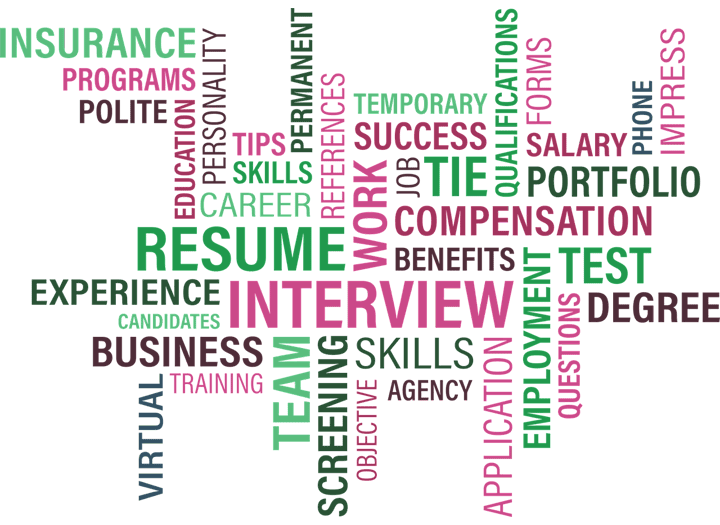 INSURANCE
PROGRAMS
POLITE
EDUCATION
PERSONALITY
TIPS
SKILLS
CAREER
PERMANENT
REFERENCES
TEMPORARY
SUCCESS
WORK
JOB
TIE
QUALIFICATIONS
FORMS
SALARY
PHONE
IMPRESS
PORTFOLIO
COMPENSATION
RESUME
BENEFITS
TEST
EXPERIENCE
CANDIDATES
INTERVIEW
EMPLOYMENT
QUESTIONS
DEGREE
BUSINESS
TRAINING
VIRTUAL
TEAM
SCREENING
SKILLS
OBJECTIVE
AGENCY
APPLICATION